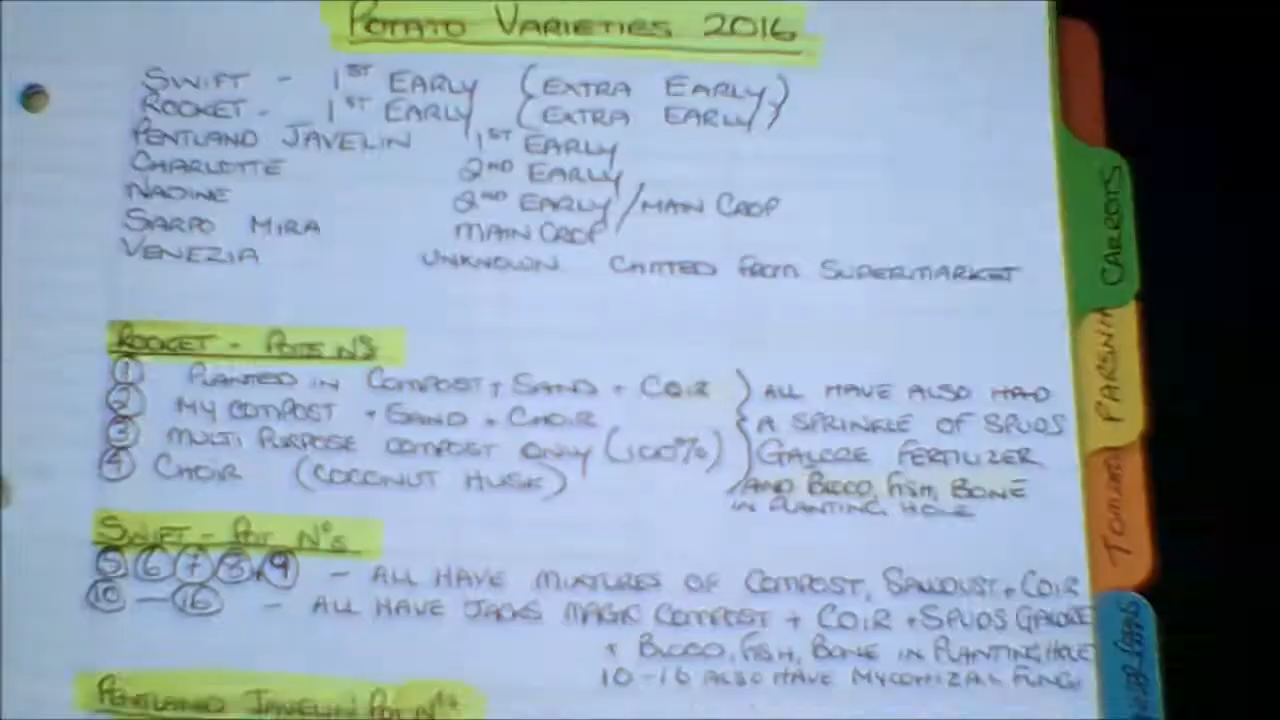 POTATO VARIETIES 2016
SWIFT - 1ST EARLY (EXTRA EARLY)
ROCKET - 1ST EARLY (EXTRA EARLY)
PENTLAND JAVELIN 1ST EARLY
CHARLOTTE 2ND EARLY
NADINE 2ND EARLY/MAIN CROP
SARPO MIRA MAIN CROP
VENEZIA UNKNOWN CHITTED FROM SUPERMARKET
ROCKET - POTS Nos
1 PLANTED IN COMPOST + SAND + COIR
2 MY COMPOST + SAND + CHOIR
3 MULTI PURPOSE COMPOST ONLY (100%)
4 CHOIR (COCONUT HUSK)
ALL HAVE ALSO HAD
A SPRINKLE OF SPUDS
GALORE FERTILIZER
AND BLOOD, FISH, BONE
IN PLANTING HOLE
SWIFT - POT Nos
5 6 7 8 & 9 - ALL HAVE MIXTURES OF COMPOST, SAWDUST + COIR
10 - 16 - ALL HAVE JACKS MAGIC COMPOST + COIR + SPUDS GALORE
+ BLOOD, FISH, BONE IN PLANTING HOLE
10-16 ALSO HAVE MYCORHIZAL FUNGI
PENTLAND JAVELIN POT Nos
CARROTS
PARSNI
TOMATO